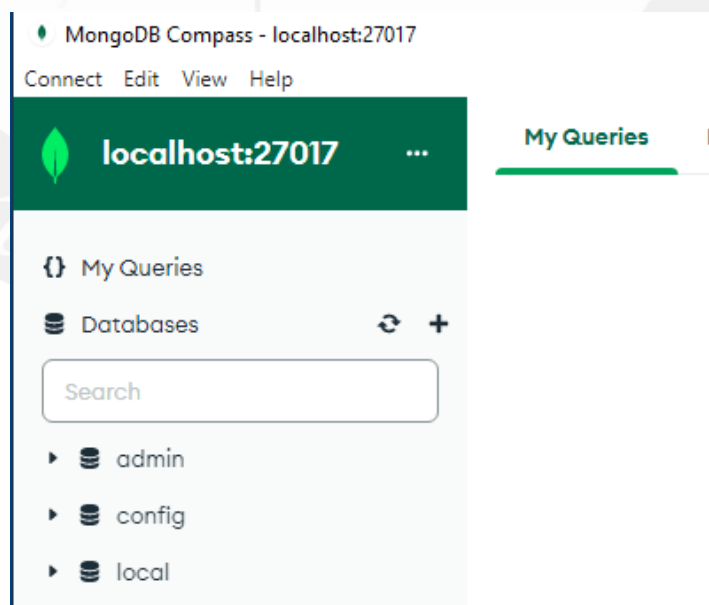 MongoDB Compass - localhost:27017
Connect Edit View Help
localhost:27017 ...
My Queries
{} My Queries
Databases
Search
admin
config
local